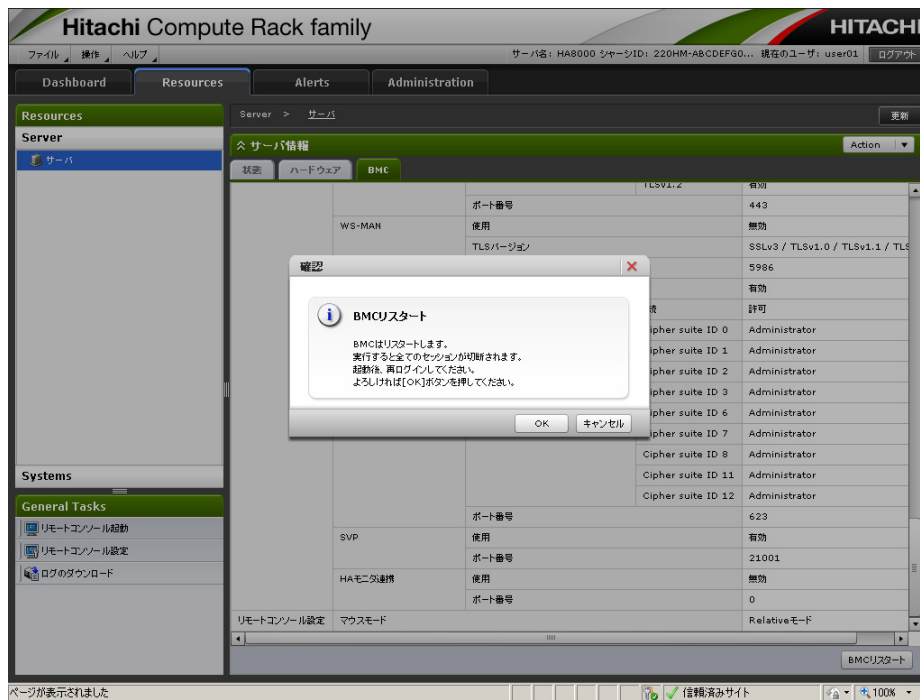 Hitachi Compute Rack family
HITACHI
ファイル 操作 ヘルプ
サーバ名: HA8000 シャーシID: 220HM-ABCDEFG0... 現在のユーザ: user01 ログアウト
Dashboard Resources Alerts Administration
Resources
Server > サーバ
更新
Server
サーバ情報
Action
サーバ
状態 ハードウェア BMC
TLSv1.2 有効
ポート番号 443
WS-MAN 使用 無効
TLSバージョン SSLv3 / TLSv1.0 / TLSv1.1 / TLS
5986
有効
許可
Cipher suite ID 0 Administrator
ipher suite ID 1 Administrator
ipher suite ID 2 Administrator
ipher suite ID 3 Administrator
ipher suite ID 6 Administrator
ipher suite ID 7 Administrator
Cipher suite ID 8 Administrator
Cipher suite ID 11 Administrator
Cipher suite ID 12 Administrator
ポート番号 623
SVP 使用 有効
ポート番号 21001
HAモニタ連携 使用 無効
ポート番号 0
リモートコンソール設定 マウスモード Relativeモード
確認
BMCリスタート
BMCはリスタートします。
実行すると全てのセッションが切断されます。
起動後、再ログインしてください。
よろしければ[OK]ボタンを押してください。
OK キャンセル
Systems
General Tasks
リモートコンソール起動
リモートコンソール設定
ログのダウンロード
BMCリスタート
ページが表示されました
信頼済みサイト
100%